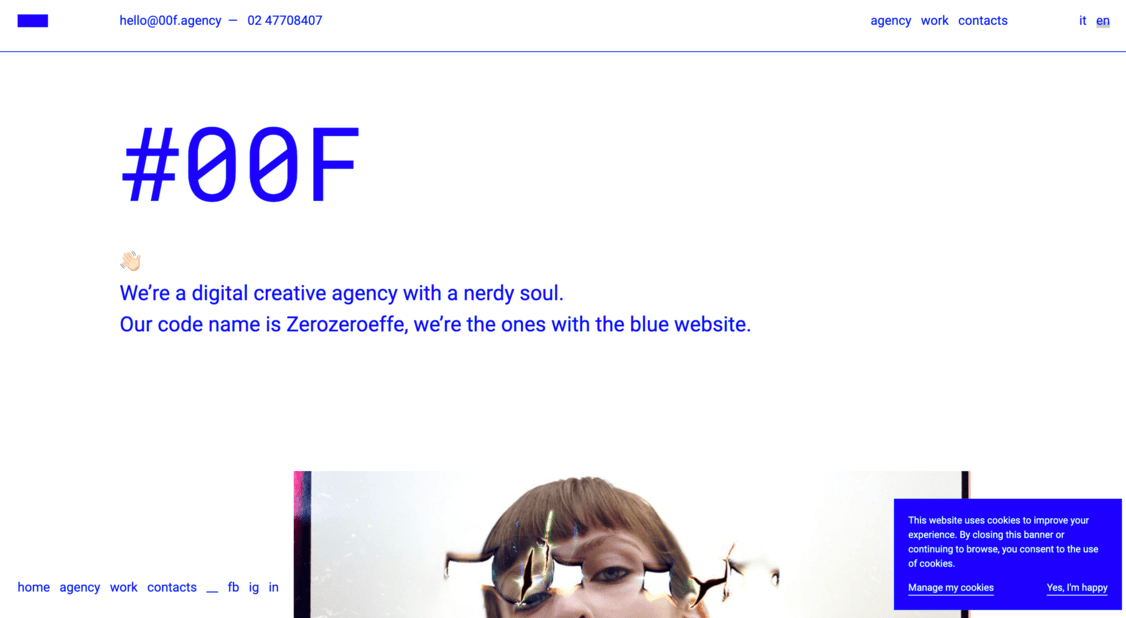 hello@00f.agency — 02 47708407
agency work contacts
it en
#00F
👋🏻
We’re a digital creative agency with a nerdy soul.
Our code name is Zerozeroeffe, we’re the ones with the blue website.
This website uses cookies to improve your
experience. By closing this banner or
continuing to browse, you consent to the use
of cookies.
Manage my cookies
Yes, I'm happy
home agency work contacts __ fb ig in